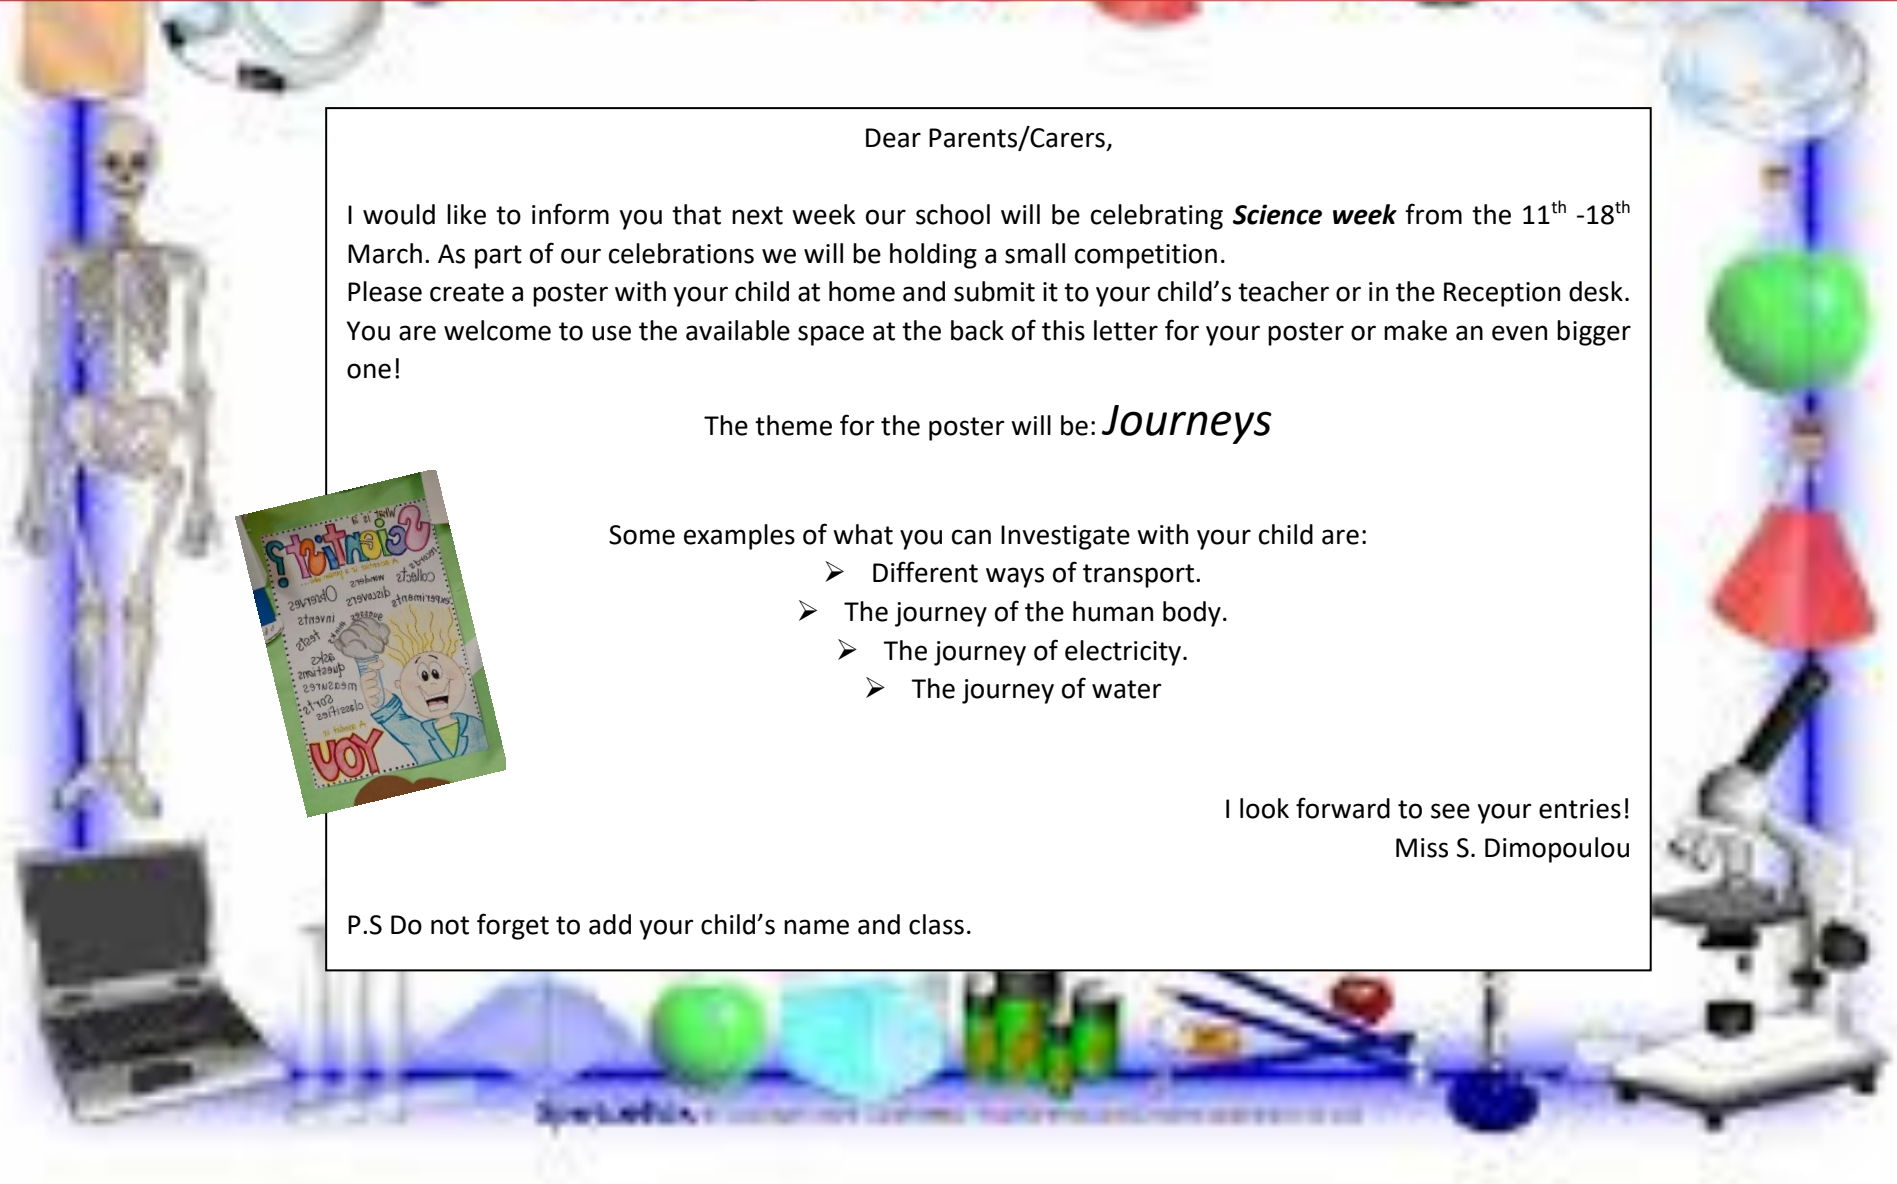 Dear Parents/Carers,
I would like to inform you that next week our school will be celebrating Science week from the 11th -18th
March. As part of our celebrations we will be holding a small competition.
Please create a poster with your child at home and submit it to your child’s teacher or in the Reception desk.
You are welcome to use the available space at the back of this letter for your poster or make an even bigger
one!
The theme for the poster will be: Journeys
Some examples of what you can Investigate with your child are:
➢ Different ways of transport.
➢ The journey of the human body.
➢ The journey of electricity.
➢ The journey of water
What is a
Scientist?
records
collects
wonders
Observes
discovers
experiments
invents
guesses
tests
asks
questions
measures
Sorts
classifies
YOU
I look forward to see your entries!
Miss S. Dimopoulou
P.S Do not forget to add your child’s name and class.